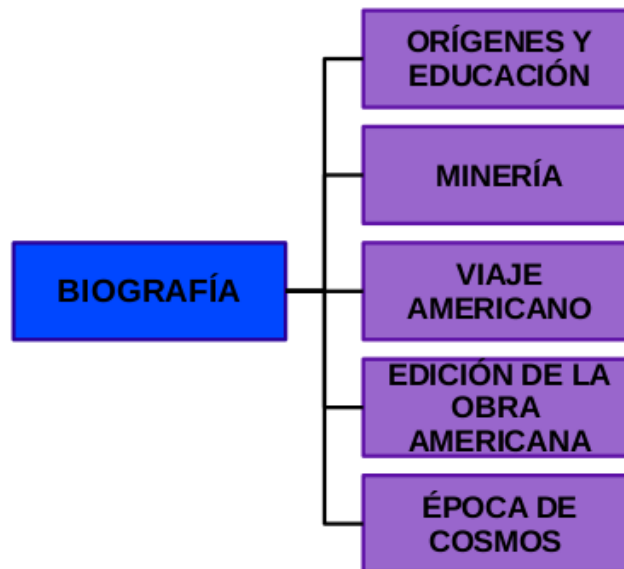 BIOGRAFÍA
ORÍGENES Y
EDUCACIÓN
MINERÍA
VIAJE
AMERICANO
EDICIÓN DE LA
OBRA
AMERICANA
ÉPOCA DE
COSMOS